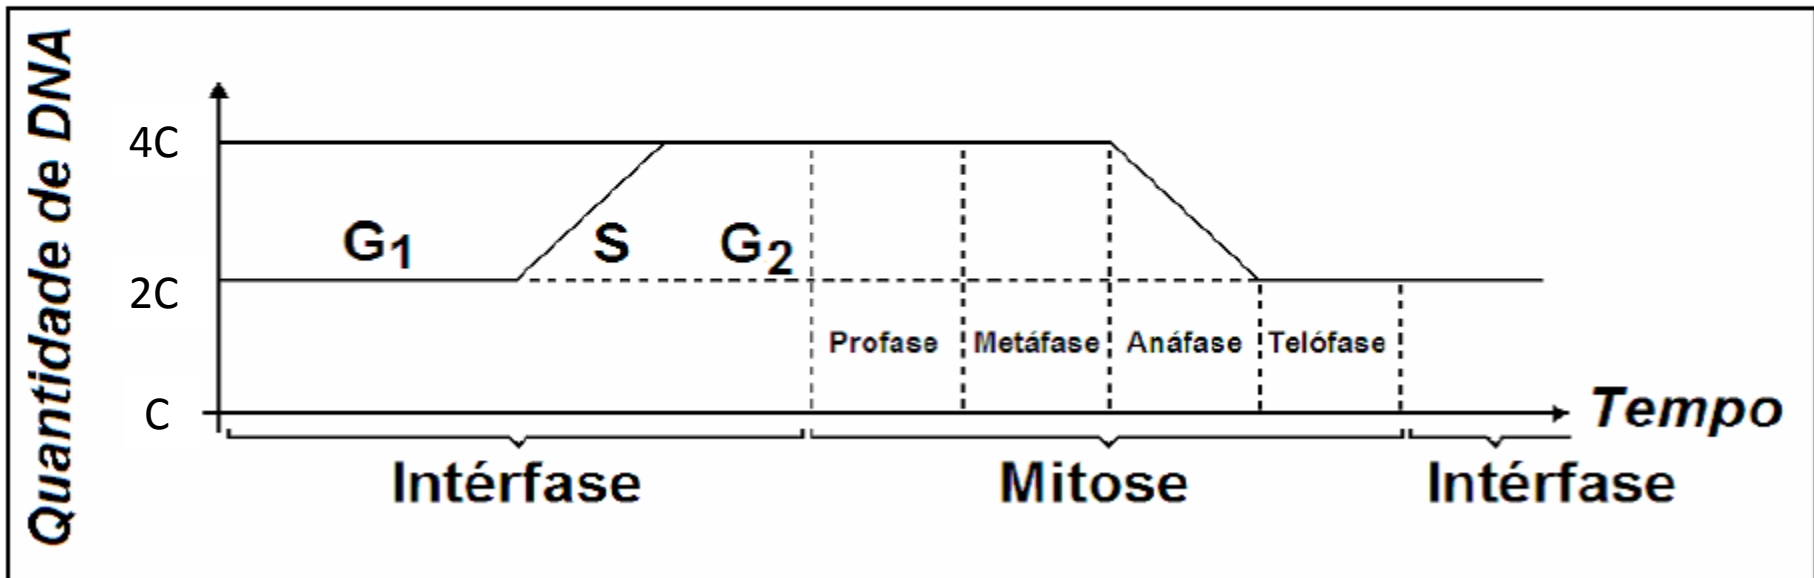 Quantidade de DNA
4C
G1 S G2
2C
Profase Metáfase Anáfase Telófase
C
Tempo
Intérfase Mitose Intérfase